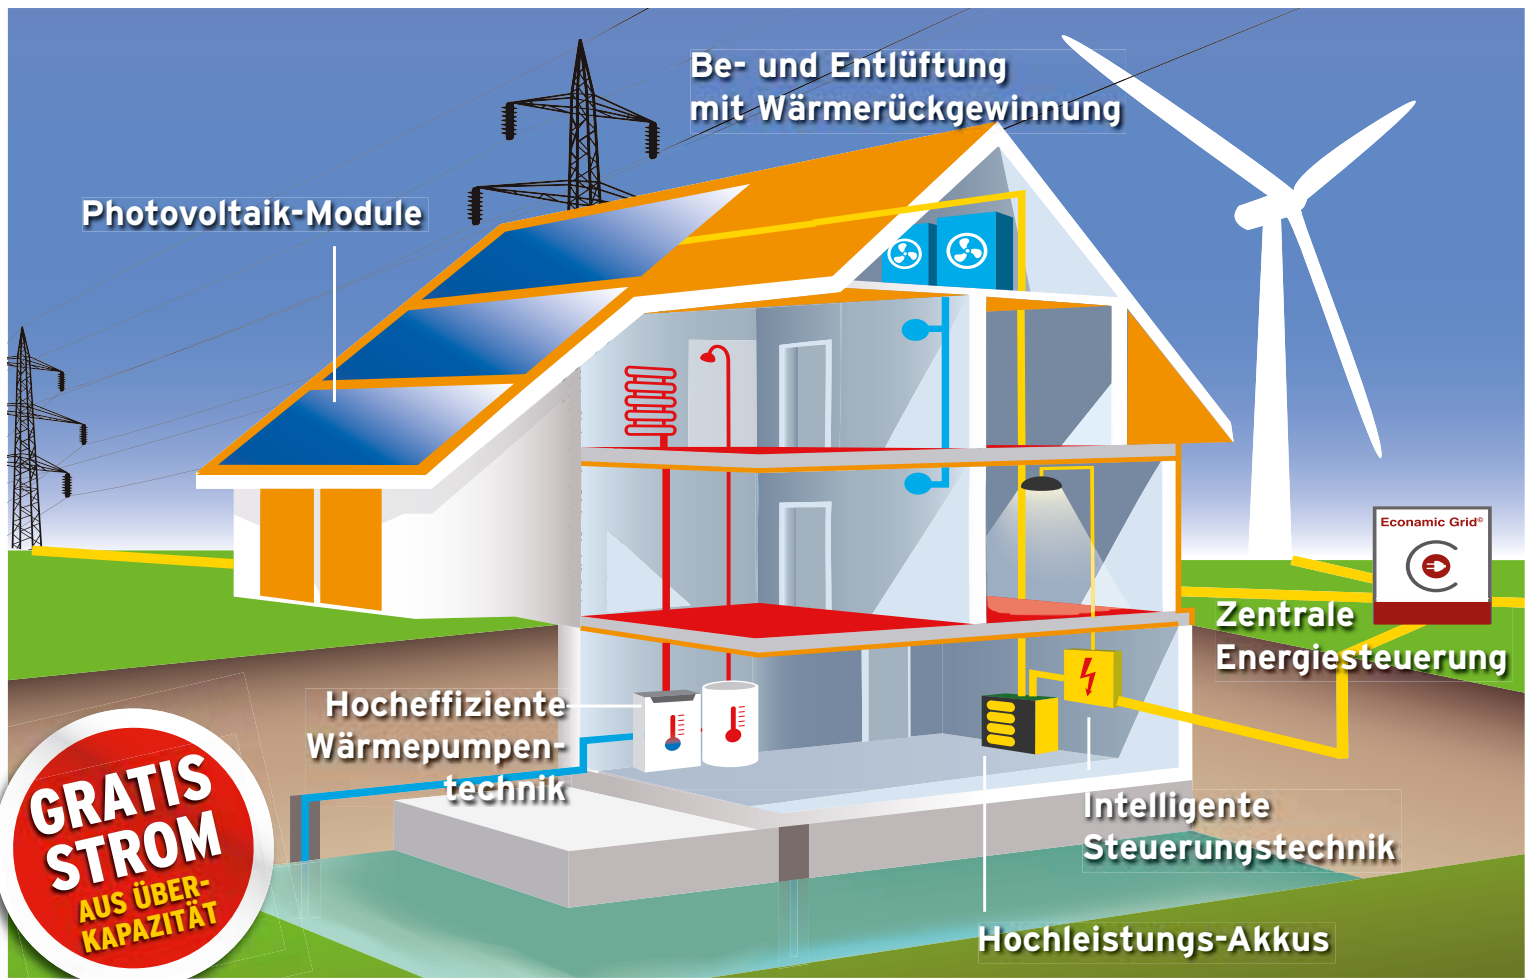 Be- und Entlüftung
mit Wärmerückgewinnung
Photovoltaik-Module
Econamic Grid©
Zentrale
Energiesteuerung
Hocheffiziente
Wärmepumpen-
technik
GRATIS
STROM
AUS ÜBER-
KAPAZITÄT
Intelligente
Steuerungstechnik
Hochleistungs-Akkus